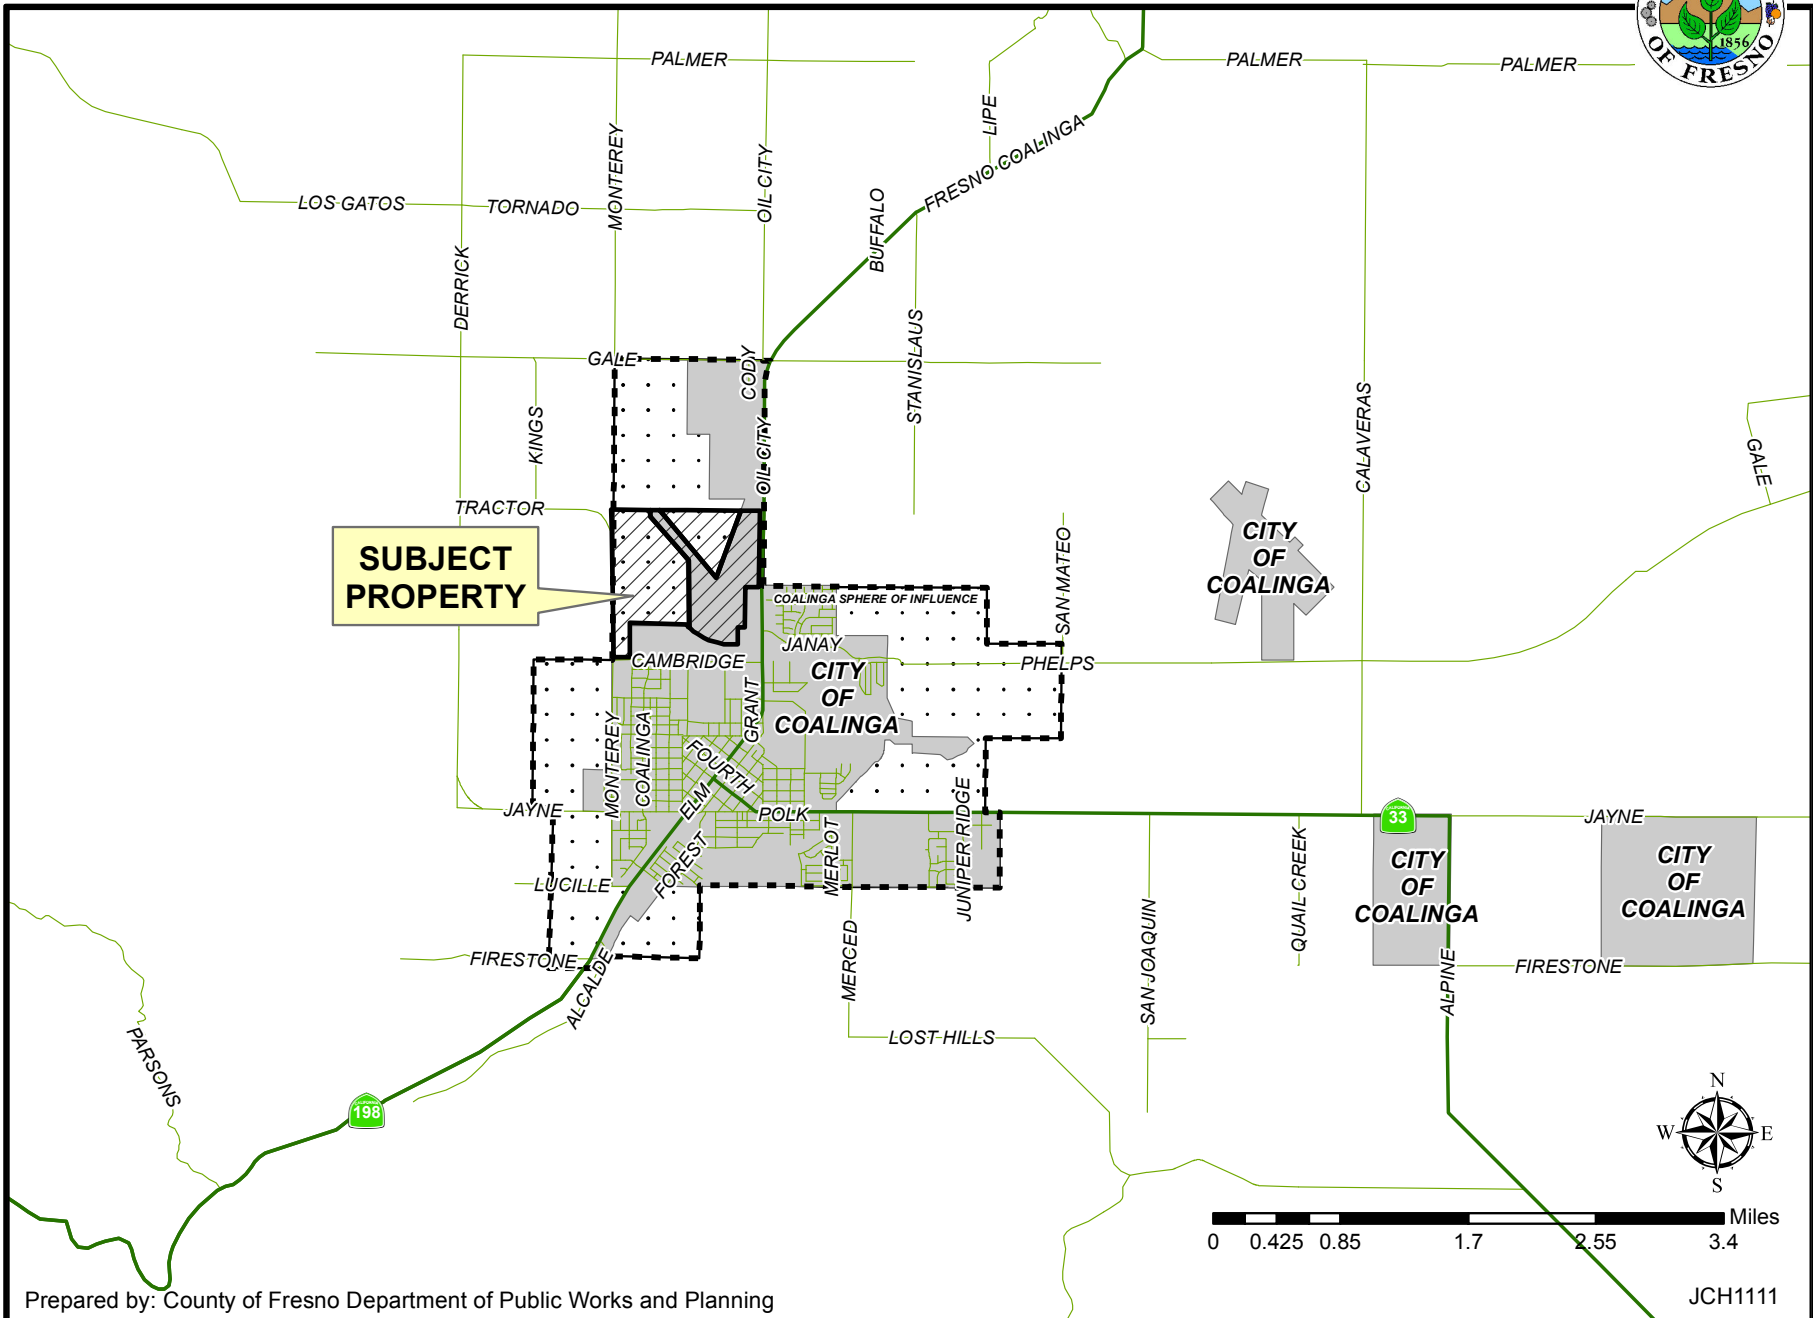 1856
OF FRESNO
PALMER
PALMER
PALMER
LIPE
MONTEREY
OIL CITY
FRESNO COALINGA
LOS GATOS
TORNADO
BUFFALO
DERRICK
STANISLAUS
GALE
CODY
CALAVERAS
KINGS
OIL CITY
GALE
TRACTOR
SUBJECT
PROPERTY
CITY
OF
COALINGA
SAN MATEO
COALINGA SPHERE OF INFLUENCE
JANAY
CAMBRIDGE
PHELPS
CITY
OF
COALINGA
GRANT
MONTEREY
COALINGA
FOURTH
ELM
JAYNE
POLK
JUNIPER RIDGE
CALIFORNIA
33
JAYNE
MERLOT
FOREST
QUAIL CREEK
CITY
OF
COALINGA
CITY
OF
COALINGA
LUCILLE
MERCED
SAN JOAQUIN
FIRESTONE
FIRESTONE
ALCALDE
ALPINE
LOST HILLS
PARSONS
CALIFORNIA
198
N
W
E
S
Miles
0
0.425
0.85
1.7
2.55
3.4
Prepared by: County of Fresno Department of Public Works and Planning
JCH1111